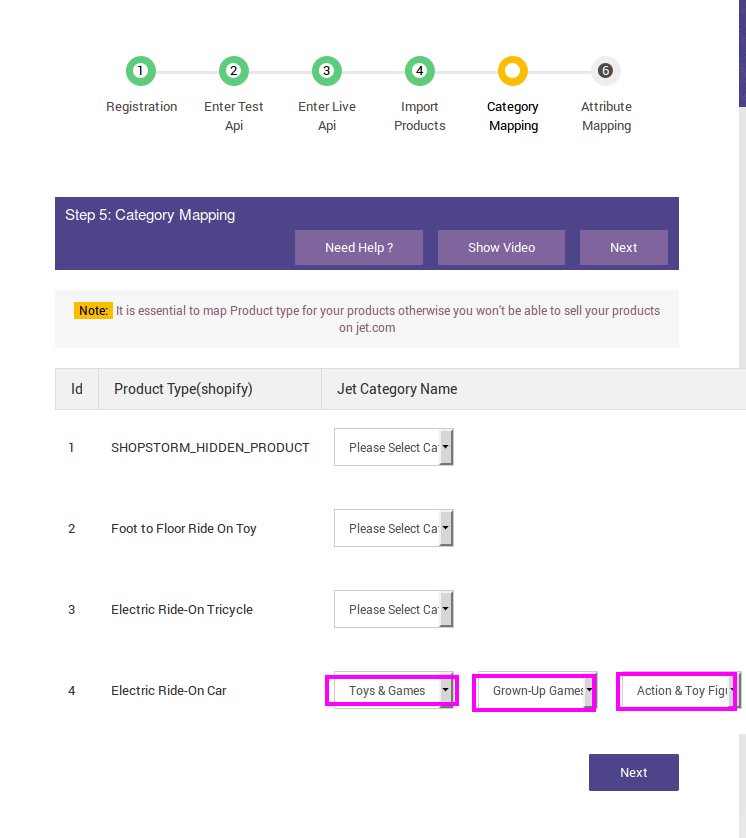 1 2 3 4 6
Registration Enter Test Enter Live Import Category Attribute
Api Api Products Mapping Mapping
Step 5: Category Mapping
Need Help ? Show Video Next
Note: It is essential to map Product type for your products otherwise you won't be able to sell your products
on jet.com
Id Product Type(shopify) Jet Category Name
1 SHOPSTORM_HIDDEN_PRODUCT Please Select Ca
2 Foot to Floor Ride On Toy Please Select Ca
3 Electric Ride-On Tricycle Please Select Ca
4 Electric Ride-On Car Toys & Games Grown-Up Games Action & Toy Figu
Next